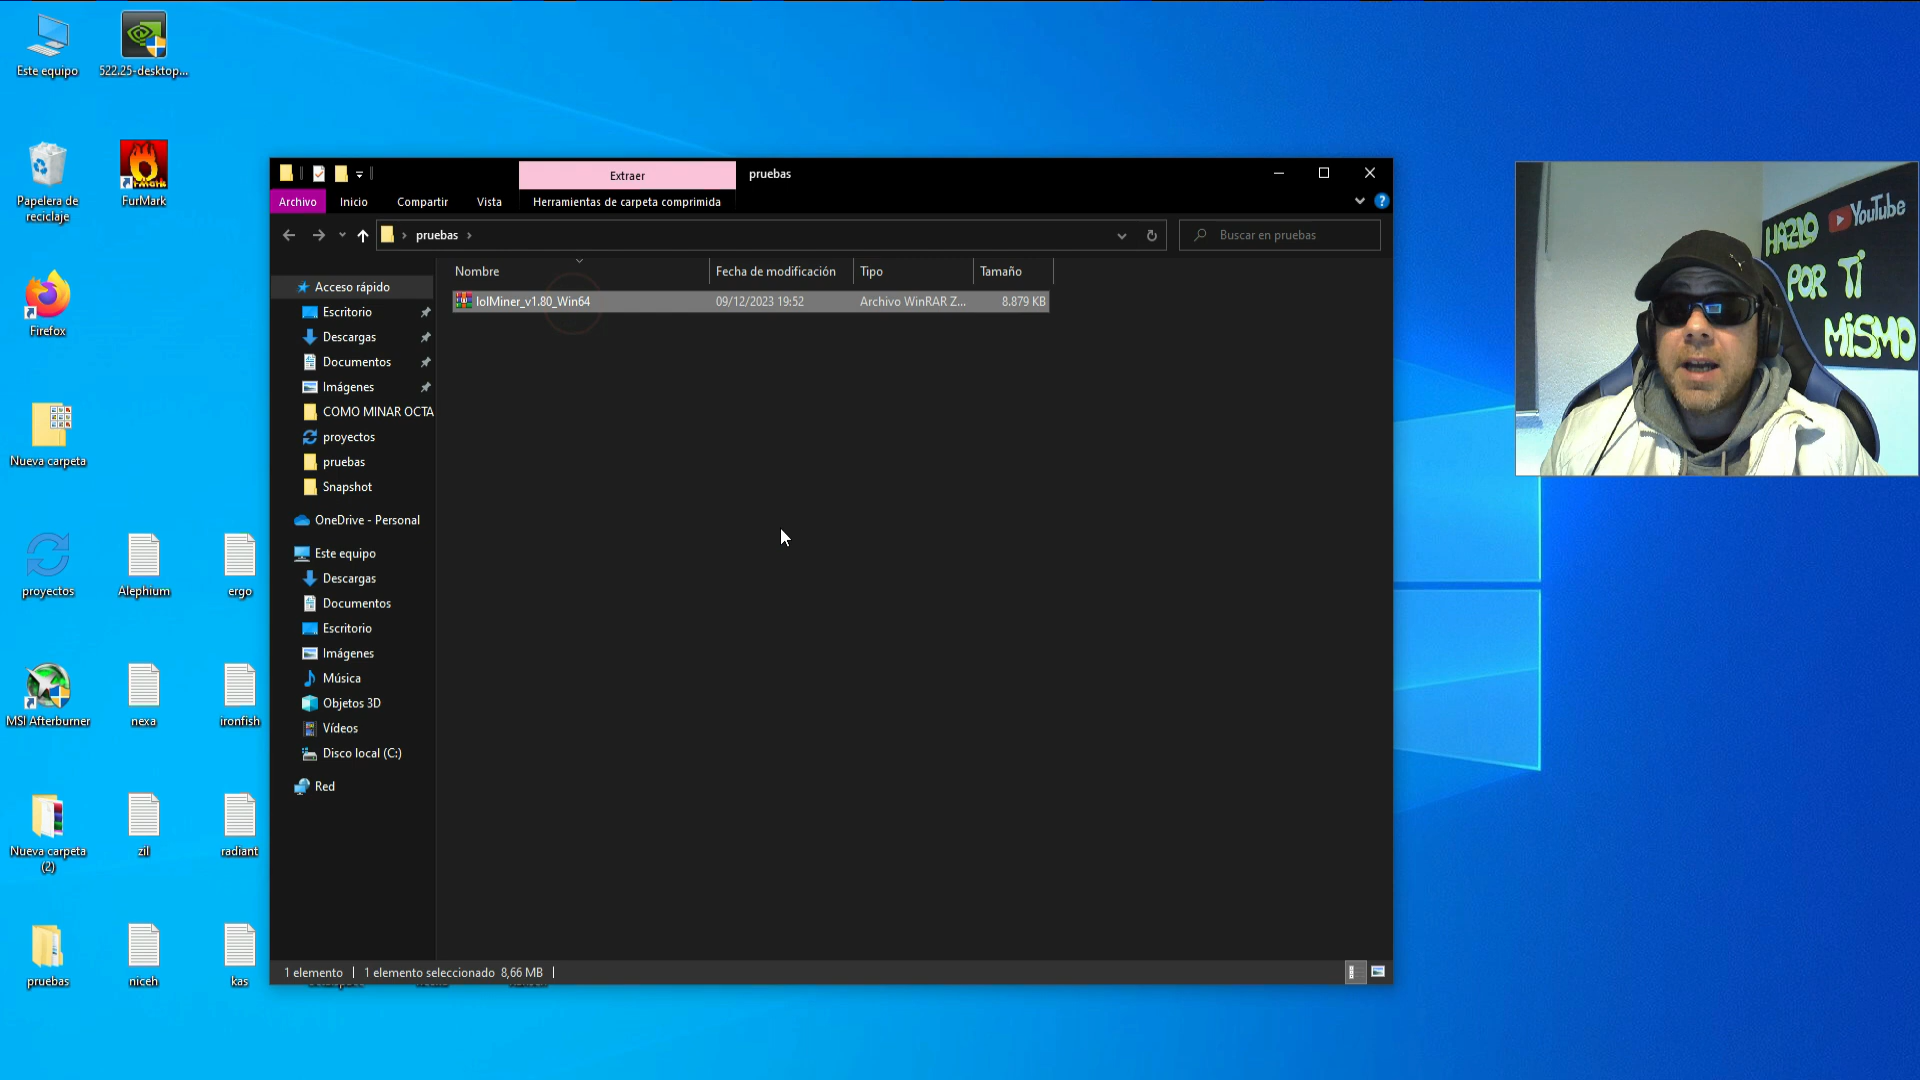 Este equipo
522.25-desktop...
Papelera de
reciclaje
FurMark
Firefox
Nueva carpeta
proyectos
Alephium
ergo
MSI Afterburner
nexa
ironfish
Nueva carpeta
(2)
zil
radiant
pruebas
niceh
kas
Extraer
pruebas
Archivo
Inicio
Compartir
Vista
Herramientas de carpeta comprimida
pruebas
Buscar en pruebas
Nombre
Fecha de modificación
Tipo
Tamaño
lolMiner_v1.80_Win64
09/12/2023 19:52
Archivo WinRAR Z...
8.879 KB
Acceso rápido
Escritorio
Descargas
Documentos
Imágenes
COMO MINAR OCTA
proyectos
pruebas
Snapshot
OneDrive - Personal
Este equipo
Descargas
Documentos
Escritorio
Imágenes
Música
Objetos 3D
Vídeos
Disco local (C:)
Red
1 elemento
1 elemento seleccionado 8,66 MB
YouTube
HAZLO
POR TI
MISMO